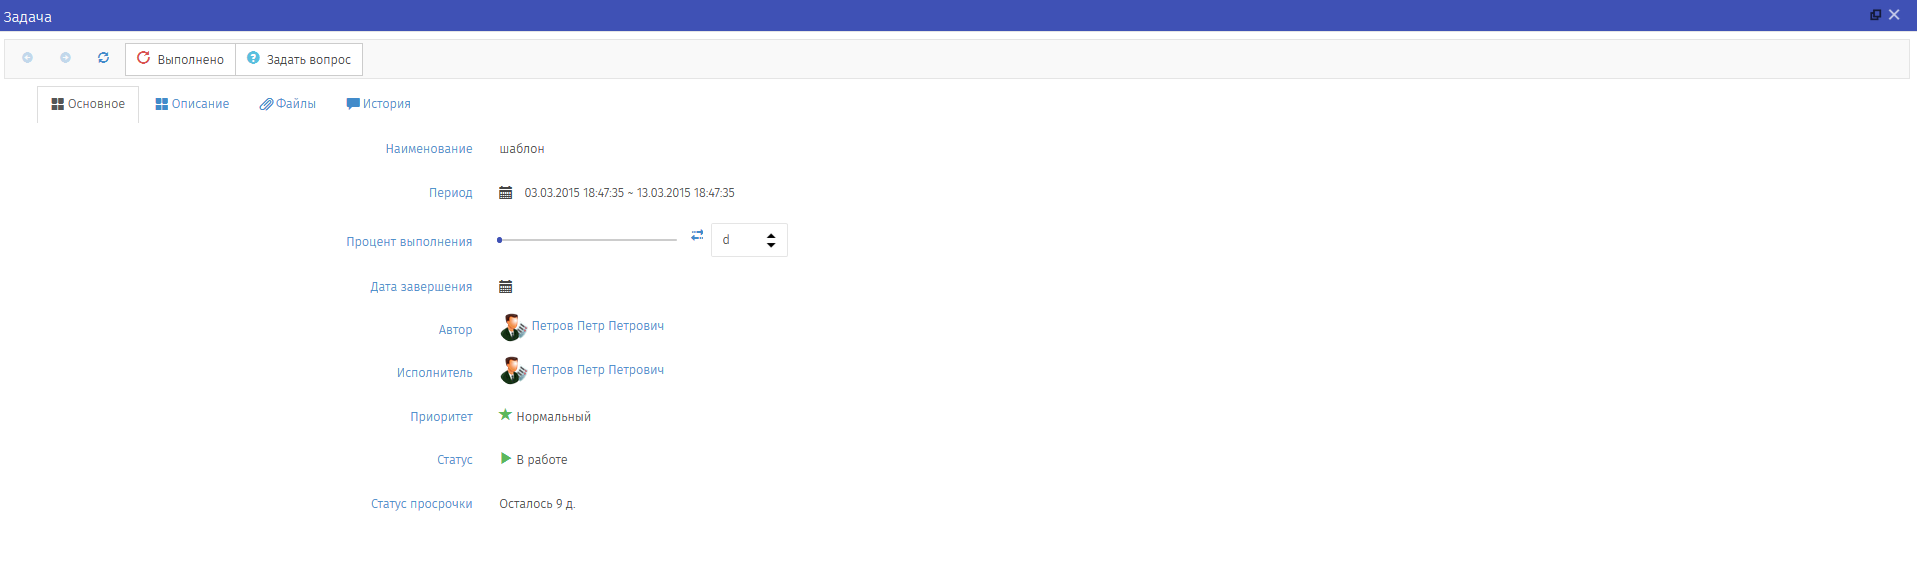 Задача
Выполнено Задать вопрос
Основное Описание Файлы История
Наименование шаблон
Период 03.03.2015 18:47:35 ~ 13.03.2015 18:47:35
Процент выполнения d
Дата завершения
Автор Петров Петр Петрович
Исполнитель Петров Петр Петрович
Приоритет Нормальный
Статус В работе
Статус просрочки Осталось 9 д.